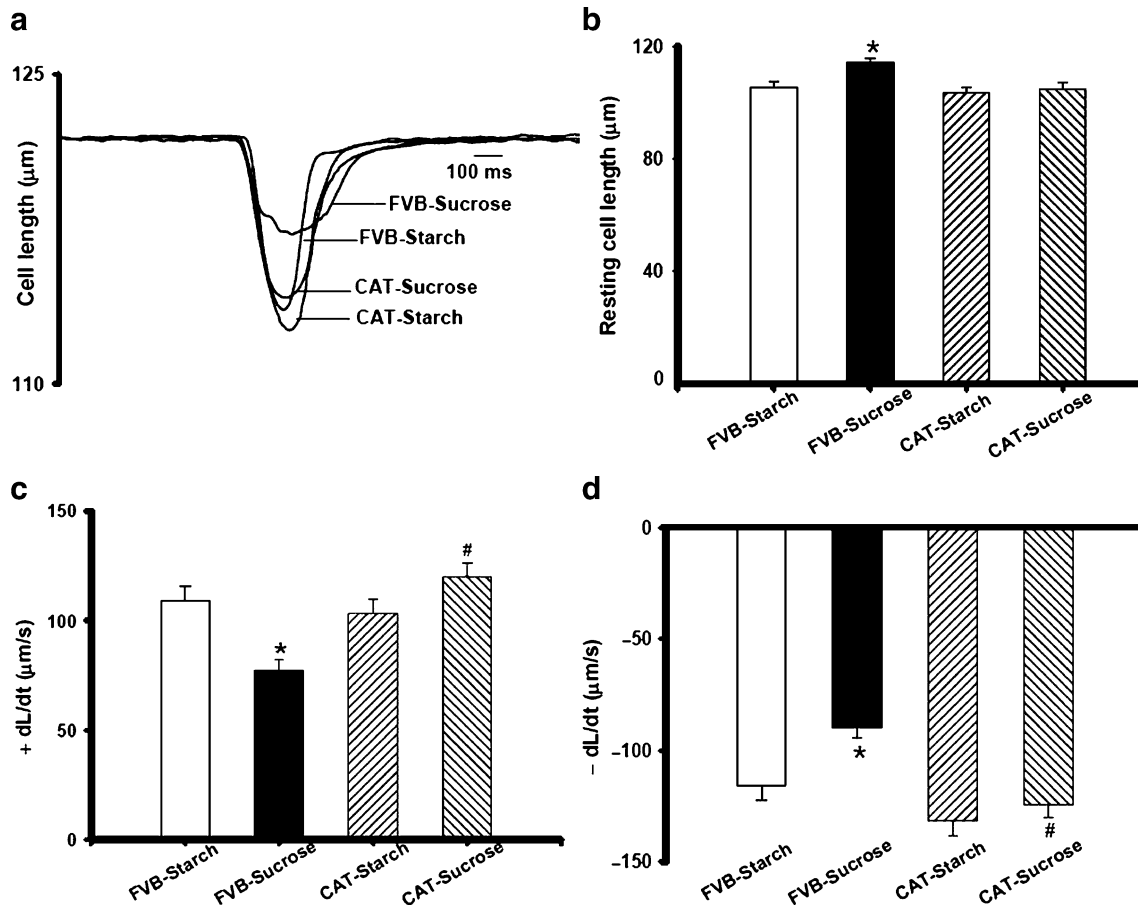 a
125
Cell length (μm)
110
100 ms
FVB-Sucrose
FVB-Starch
CAT-Sucrose
CAT-Starch
b
120
80
40
0
Resting cell length (μm)
*
FVB-Starch
FVB-Sucrose
CAT-Starch
CAT-Sucrose
c
150
100
50
0
+ dL/dt (μm/s)
*
#
FVB-Starch
FVB-Sucrose
CAT-Starch
CAT-Sucrose
d
0
−50
−100
−150
− dL/dt (μm/s)
*
#
FVB-Starch
FVB-Sucrose
CAT-Starch
CAT-Sucrose